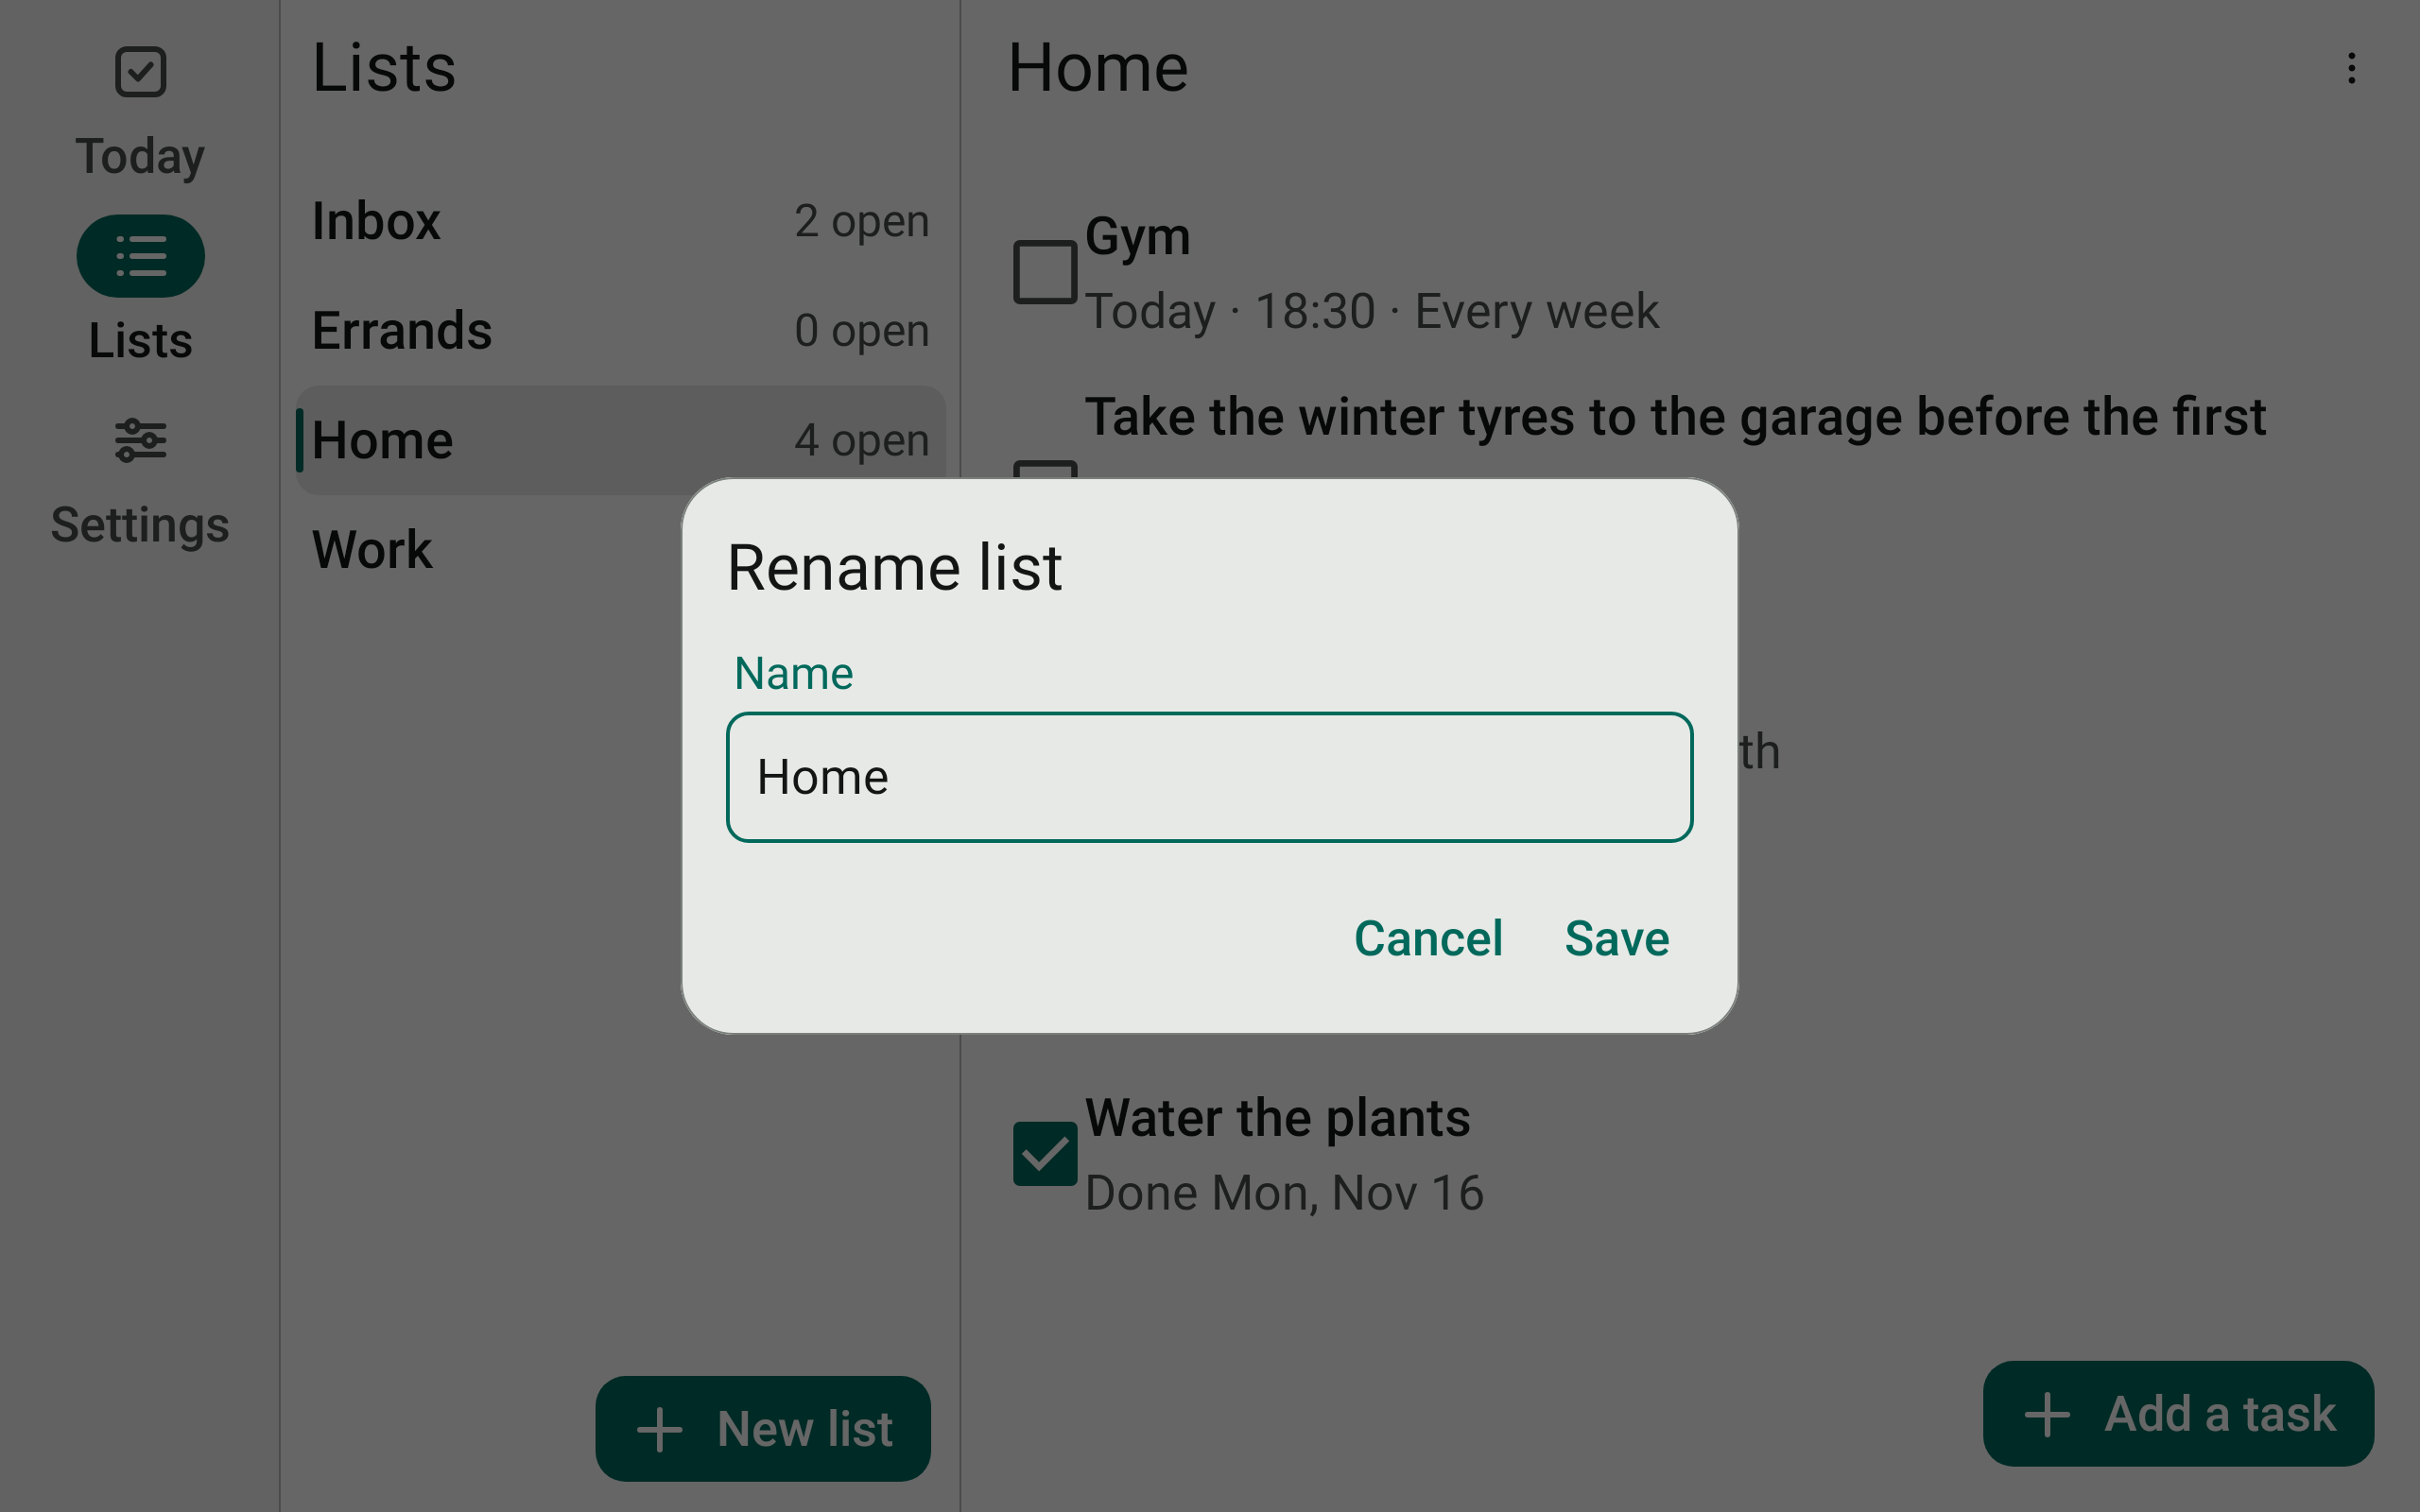 Today
Lists
Settings
Lists
Inbox
2 open
Errands
0 open
Home
4 open
Work
New list
Home
Gym
Today · 18:30 · Every week
Take the winter tyres to the garage before the first
Water the plants
Done Mon, Nov 16
Add a task
Rename list
Name
Home
Cancel
Save